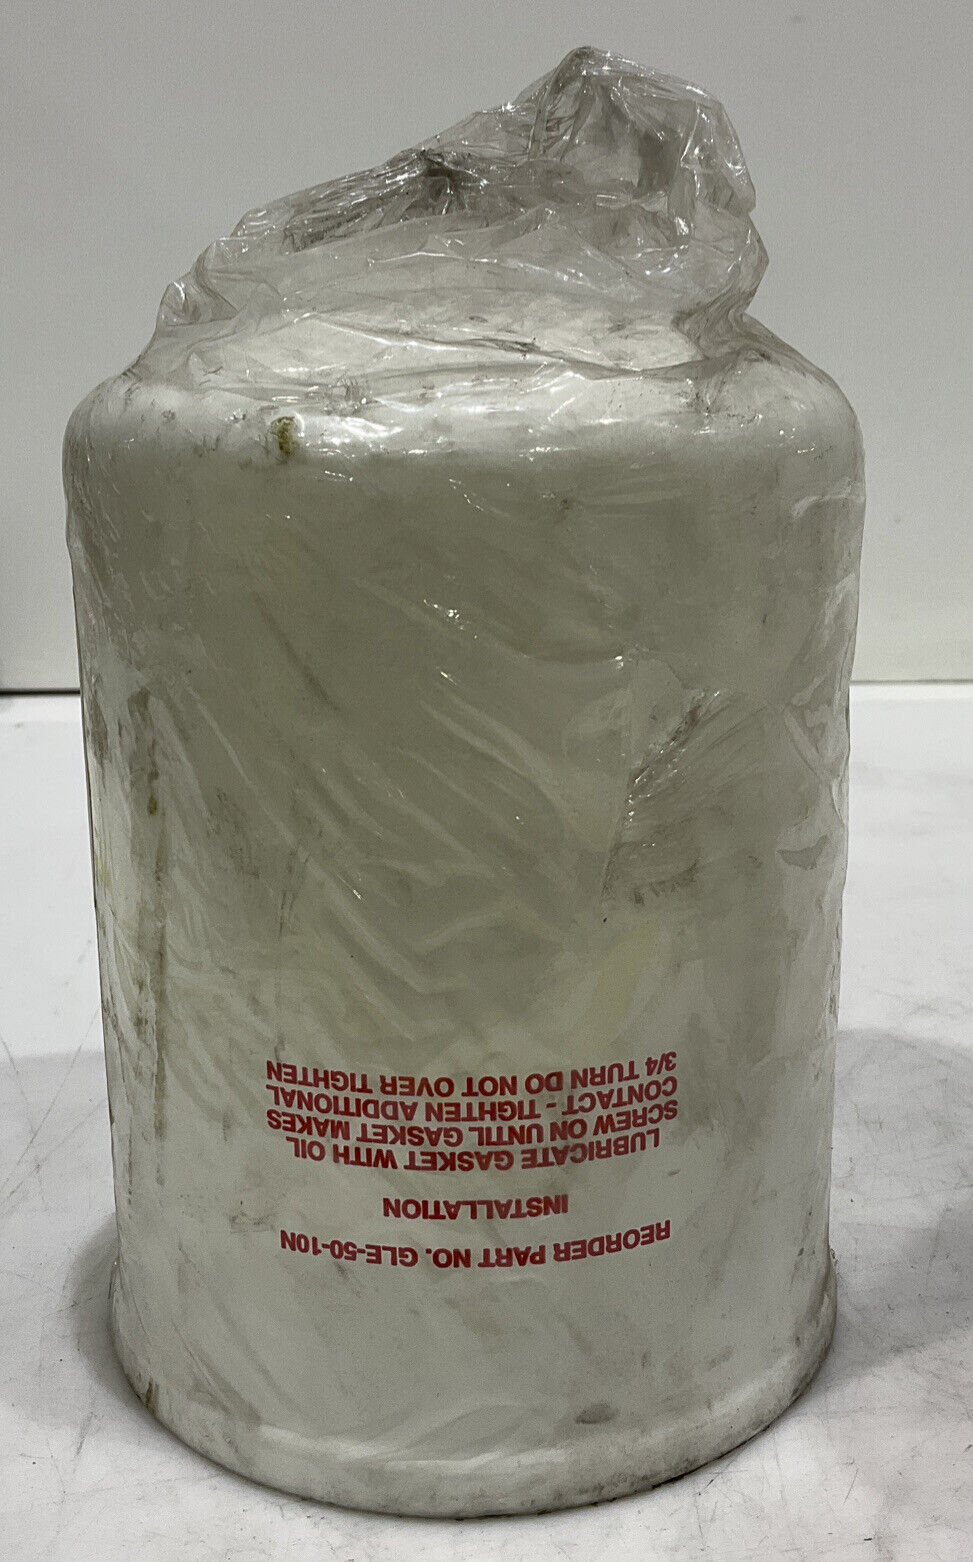 REORDER PART NO. GLE-50-10N
INSTALLATION
LUBRICATE GASKET WITH OIL
SCREW ON UNTIL GASKET MAKES
CONTACT - TIGHTEN ADDITIONAL
3/4 TURN DO NOT OVER TIGHTEN